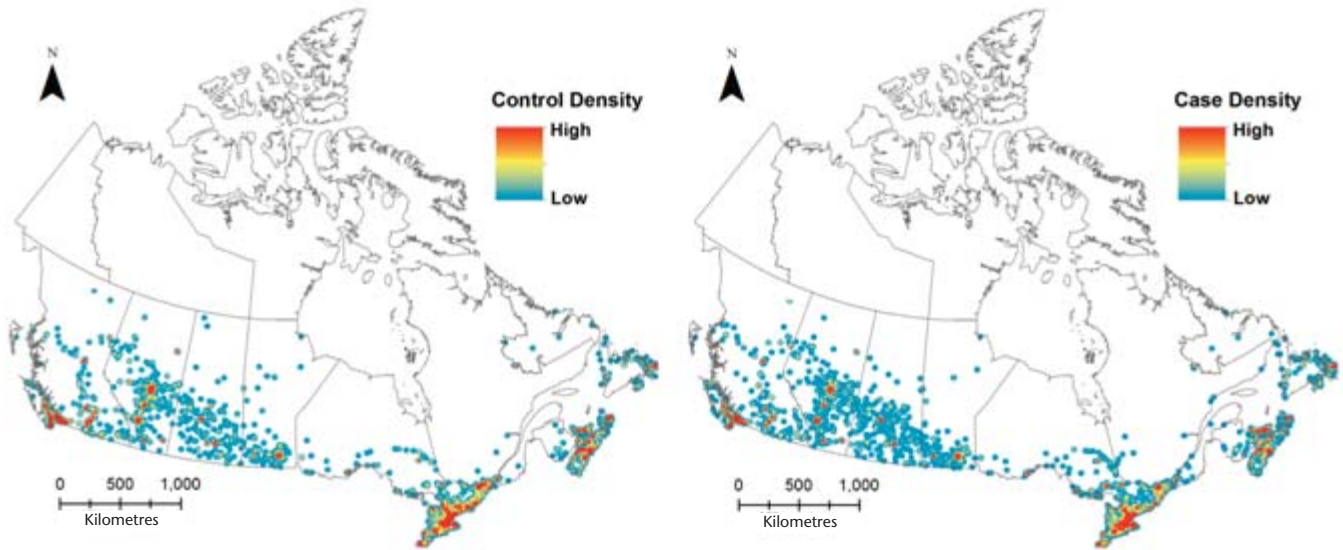 N
Control Density
High
Low
0 500 1,000
Kilometres
N
Case Density
High
Low
0 500 1,000
Kilometres